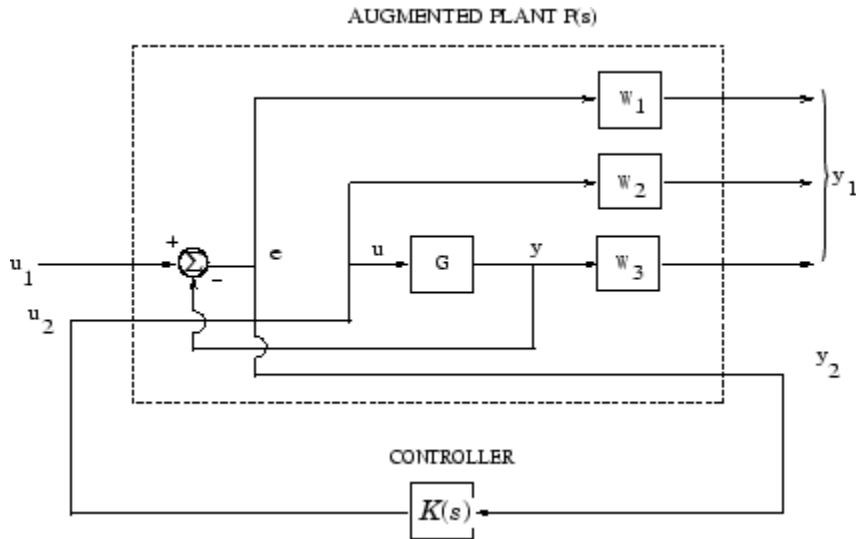 AUGMENTED PLANT P(s)
W1
y1
W2
+
e
u
G
y
W3
u1
Σ
−
u2
y2
CONTROLLER
K(s)